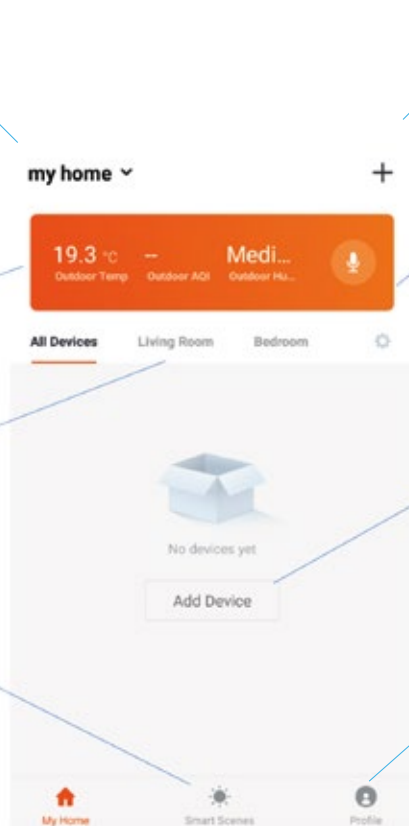 my home
19.3 °C -- Medi...
Outdoor Temp Outdoor AQI Outdoor Hu...
All Devices Living Room Bedroom
No devices yet
Add Device
My Home Smart Scenes Profile